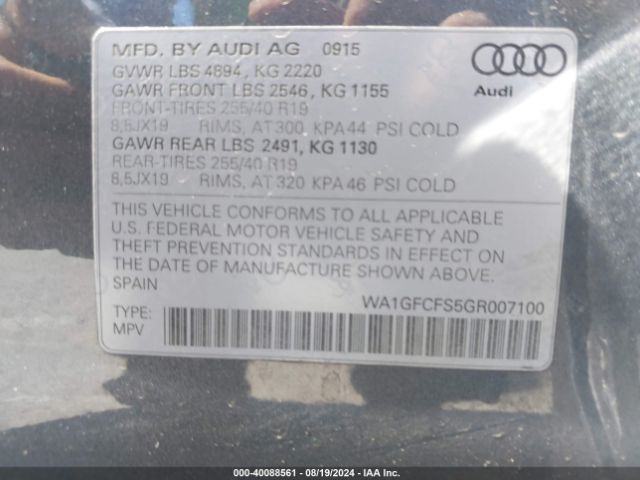 MFD. BY AUDI AG 0915
GVWR LBS 4894, KG 2220
GAWR FRONT LBS 2546, KG 1155
FRONT-TIRES 255/40 R19
8,5JX19 RIMS, AT 300 KPA 44 PSI COLD
GAWR REAR LBS 2491, KG 1130
REAR-TIRES 255/40 R19
8,5JX19 RIMS, AT 320 KPA 46 PSI COLD
Audi
THIS VEHICLE CONFORMS TO ALL APPLICABLE
U.S. FEDERAL MOTOR VEHICLE SAFETY AND
THEFT PREVENTION STANDARDS IN EFFECT ON
THE DATE OF MANUFACTURE SHOWN ABOVE.
SPAIN
WA1GFCFS5GR007100
TYPE:
MPV
000-40088561 - 08/19/2024 - IAAI.com